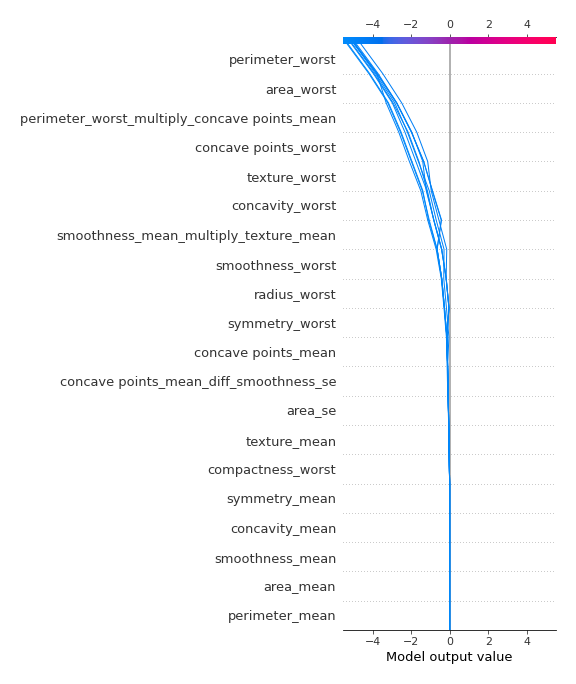 −4 −2 0 2 4
perimeter_worst
area_worst
perimeter_worst_multiply_concave points_mean
concave points_worst
texture_worst
concavity_worst
smoothness_mean_multiply_texture_mean
smoothness_worst
radius_worst
symmetry_worst
concave points_mean
concave points_mean_diff_smoothness_se
area_se
texture_mean
compactness_worst
symmetry_mean
concavity_mean
smoothness_mean
area_mean
perimeter_mean
−4 −2 0 2 4
Model output value